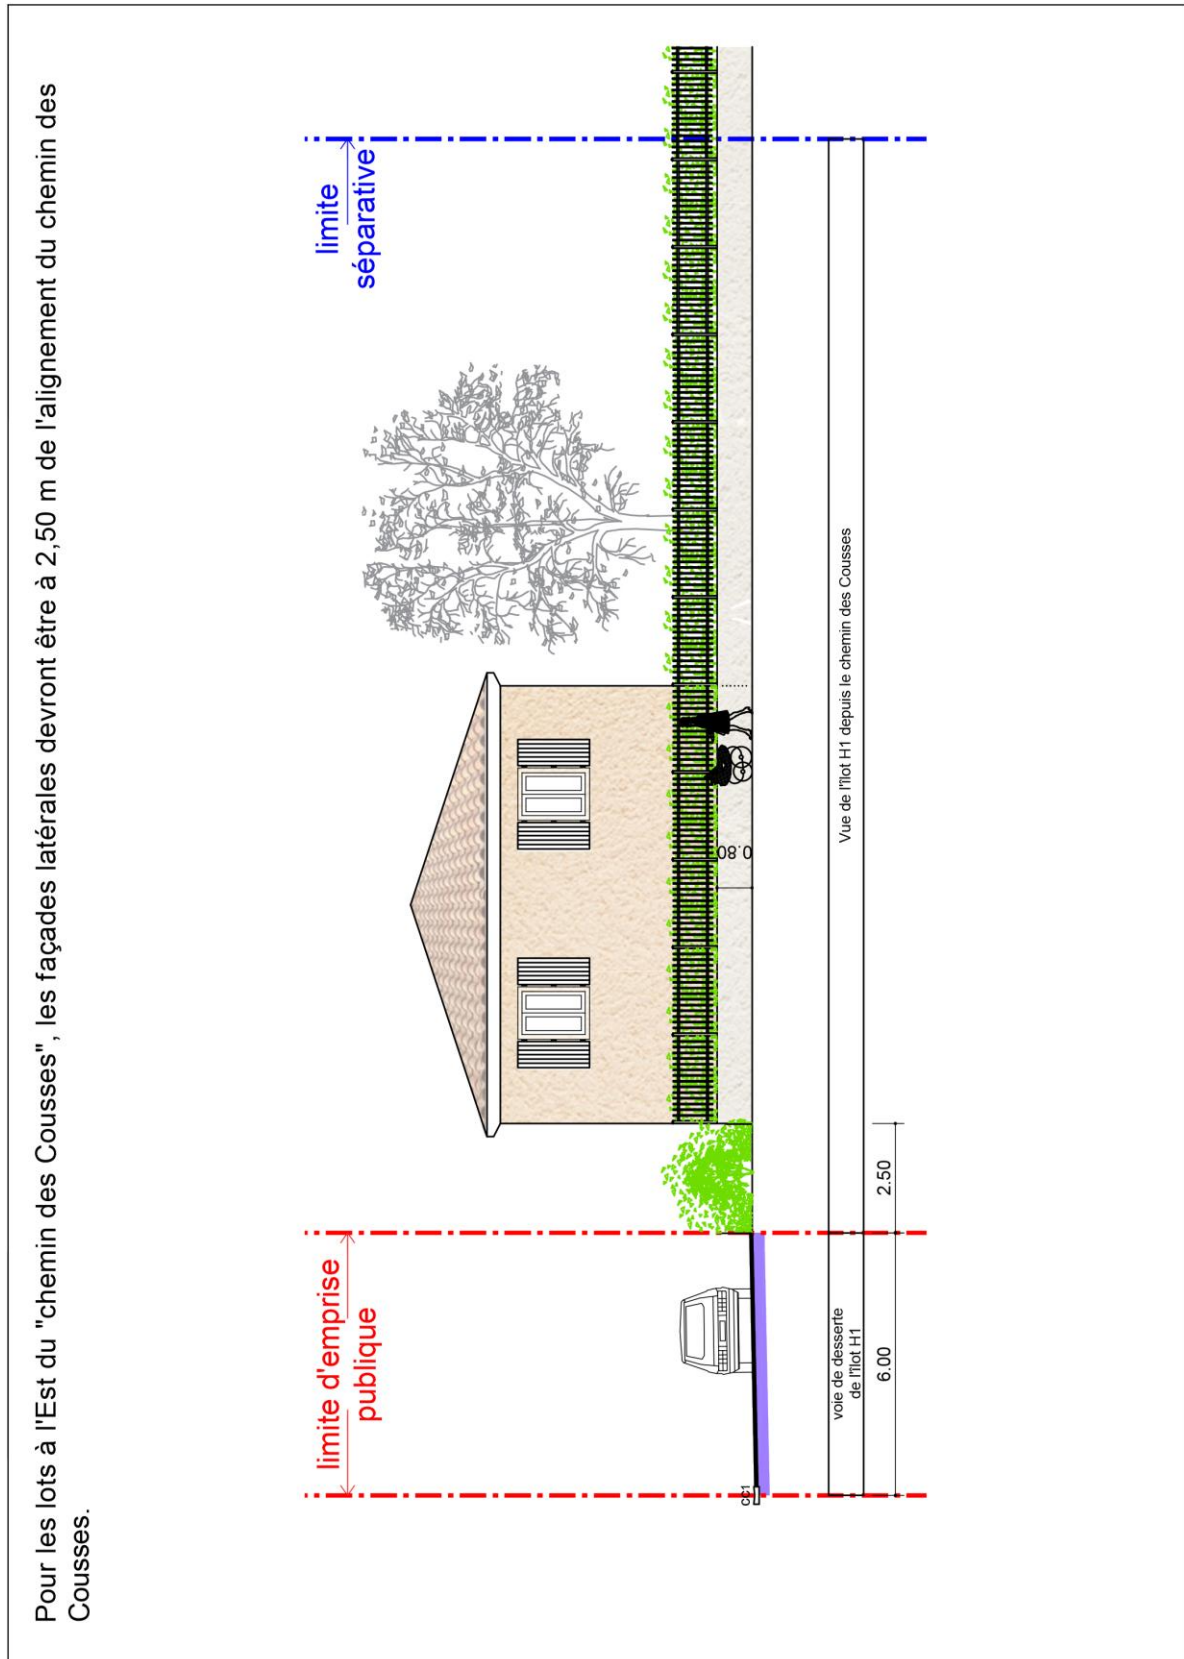 Pour les lots à l'Est du "chemin des Cousses", les façades latérales devront être à 2,50 m de l'alignement du chemin des
Cousses.
limite d'emprise
publique
limite
séparative
CC1
0.80
voie de desserte
de l'îlot H1
Vue de l'îlot H1 depuis le chemin des Cousses
6.00
2.50